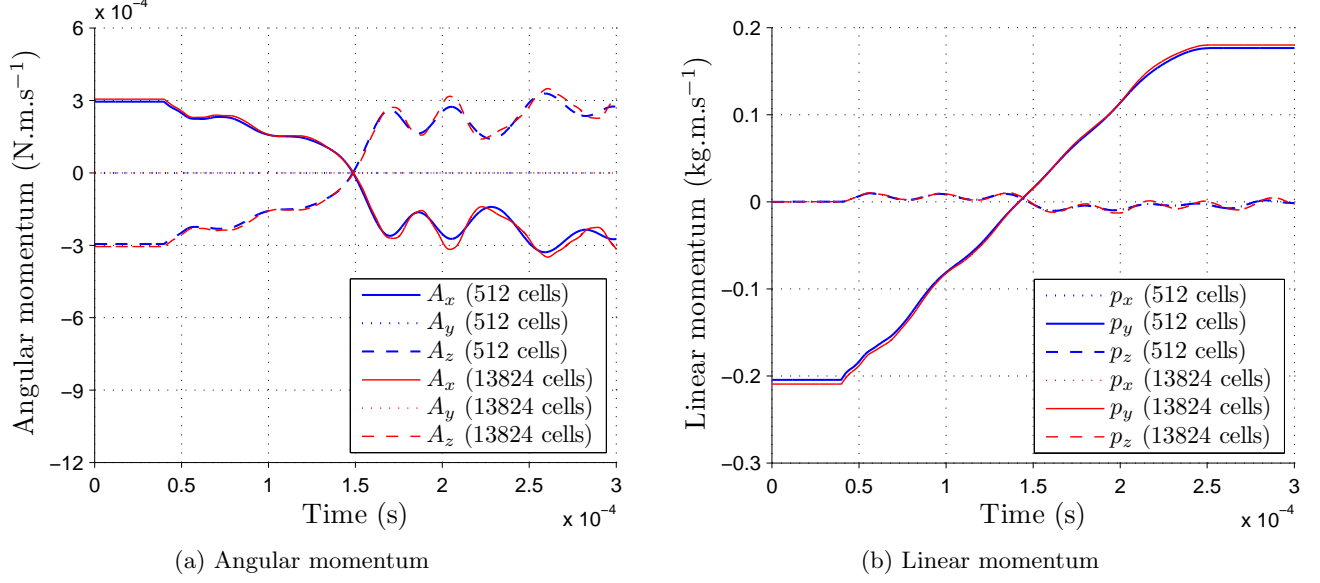 x 10⁻⁴
6
3
0
−3
−6
−9
−12
Angular momentum (N.m.s⁻¹)
A_x (512 cells)
A_y (512 cells)
A_z (512 cells)
A_x (13824 cells)
A_y (13824 cells)
A_z (13824 cells)
0 0.5 1 1.5 2 2.5 3
Time (s)
x 10⁻⁴
(a) Angular momentum
0.2
0.1
0
−0.1
−0.2
−0.3
Linear momentum (kg.m.s⁻¹)
p_x (512 cells)
p_y (512 cells)
p_z (512 cells)
p_x (13824 cells)
p_y (13824 cells)
p_z (13824 cells)
0 0.5 1 1.5 2 2.5 3
Time (s)
x 10⁻⁴
(b) Linear momentum